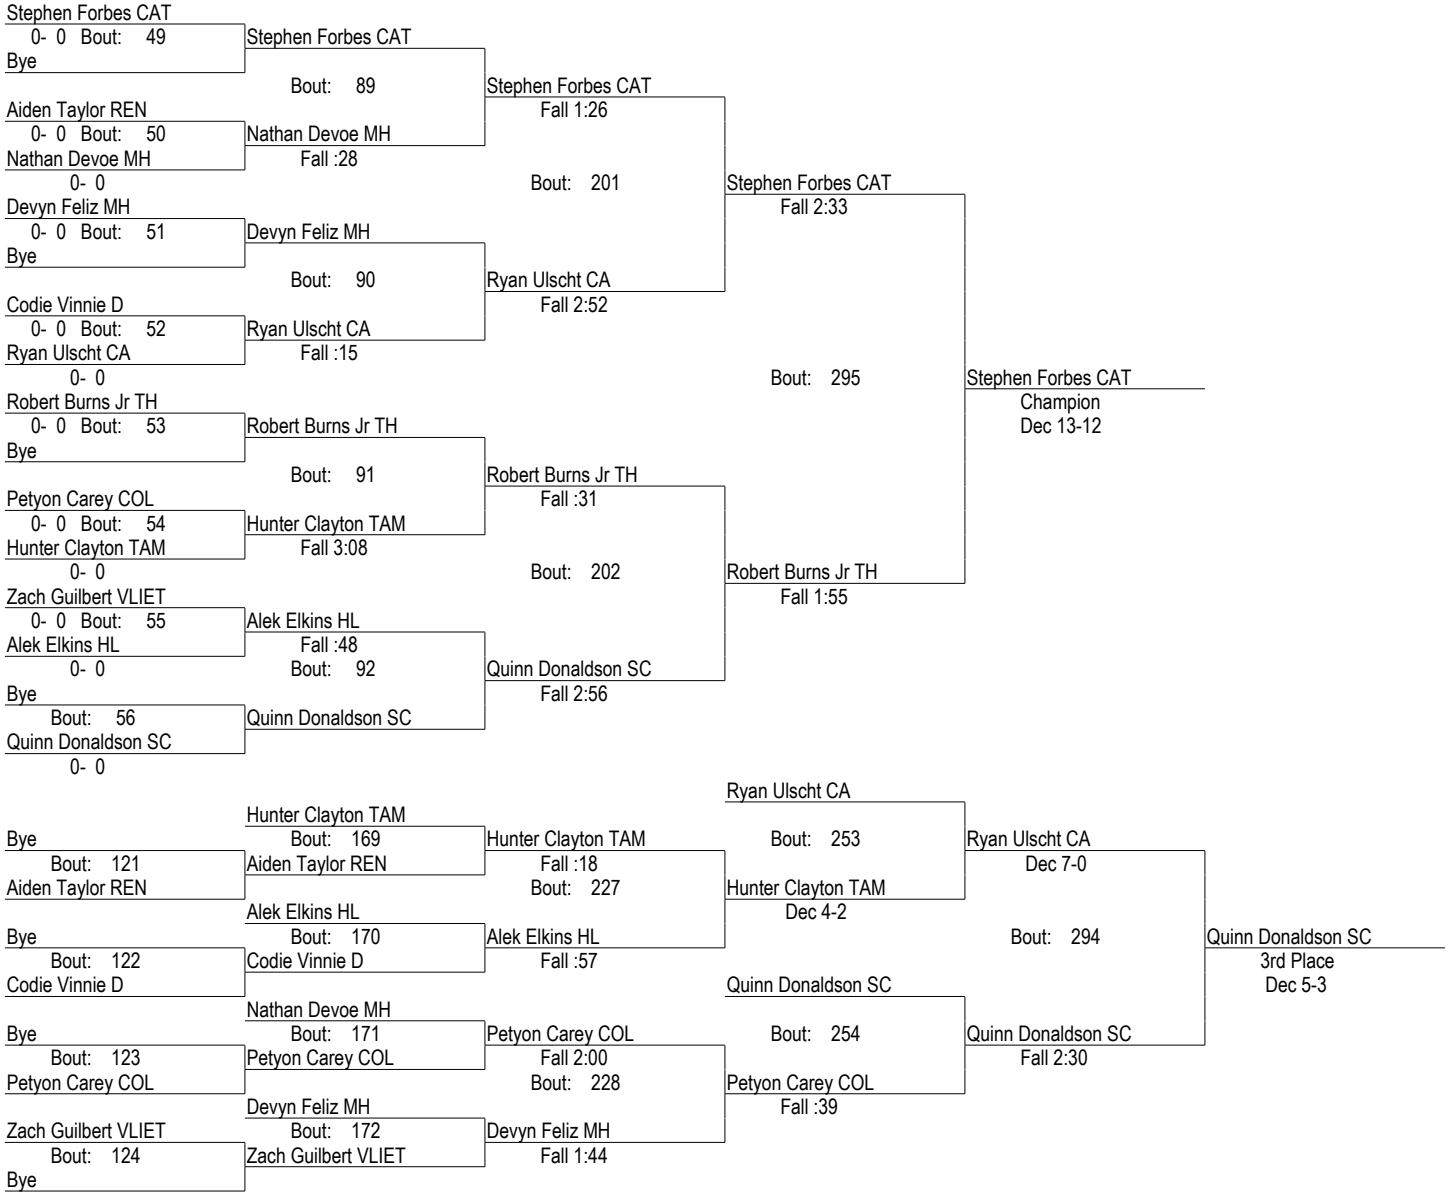 Stephen Forbes CAT
0- 0 Bout: 49
Stephen Forbes CAT
Bye
Bout: 89
Stephen Forbes CAT
Aiden Taylor REN
Fall 1:26
0- 0 Bout: 50
Nathan Devoe MH
Nathan Devoe MH
Fall :28
0- 0
Bout: 201
Stephen Forbes CAT
Devyn Feliz MH
Fall 2:33
0- 0 Bout: 51
Devyn Feliz MH
Bye
Bout: 90
Ryan Ulscht CA
Codie Vinnie D
Fall 2:52
0- 0 Bout: 52
Ryan Ulscht CA
Ryan Ulscht CA
Fall :15
0- 0
Bout: 295
Stephen Forbes CAT
Robert Burns Jr TH
Champion
0- 0 Bout: 53
Robert Burns Jr TH
Dec 13-12
Bye
Bout: 91
Robert Burns Jr TH
Petyon Carey COL
Fall :31
0- 0 Bout: 54
Hunter Clayton TAM
Hunter Clayton TAM
Fall 3:08
0- 0
Bout: 202
Robert Burns Jr TH
Zach Guilbert VLIET
Fall 1:55
0- 0 Bout: 55
Alek Elkins HL
Alek Elkins HL
Fall :48
0- 0
Bout: 92
Quinn Donaldson SC
Bye
Fall 2:56
Bout: 56
Quinn Donaldson SC
Quinn Donaldson SC
0- 0
Ryan Ulscht CA
Hunter Clayton TAM
Bye
Bout: 169
Hunter Clayton TAM
Bout: 253
Ryan Ulscht CA
Bout: 121
Aiden Taylor REN
Fall :18
Dec 7-0
Aiden Taylor REN
Bout: 227
Hunter Clayton TAM
Alek Elkins HL
Dec 4-2
Bye
Bout: 170
Alek Elkins HL
Bout: 294
Quinn Donaldson SC
Bout: 122
Codie Vinnie D
Fall :57
3rd Place
Codie Vinnie D
Quinn Donaldson SC
Dec 5-3
Nathan Devoe MH
Bye
Bout: 171
Petyon Carey COL
Bout: 254
Quinn Donaldson SC
Bout: 123
Petyon Carey COL
Fall 2:00
Fall 2:30
Petyon Carey COL
Bout: 228
Petyon Carey COL
Devyn Feliz MH
Fall :39
Zach Guilbert VLIET
Bout: 172
Devyn Feliz MH
Bout: 124
Zach Guilbert VLIET
Fall 1:44
Bye